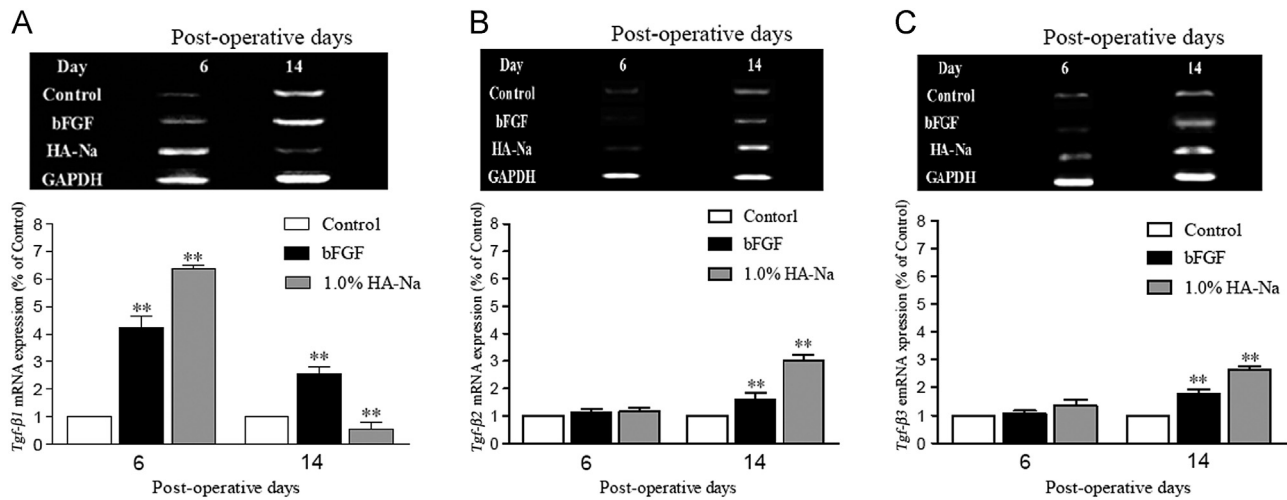 A
Post-operative days
Day 6 14
Control
bFGF
HA-Na
GAPDH
Tgf-β1 mRNA expression (% of Control)
8
7
6
5
4
3
2
1
0
Control
bFGF
1.0% HA-Na
**
**
**
**
6 14
Post-operative days
B
Post-operative days
Day 6 14
Control
bFGF
HA-Na
GAPDH
Tgf-β2 mRNA expression (% of Control)
8
7
6
5
4
3
2
1
0
Contorl
bFGF
1.0% HA-Na
**
**
6 14
Post-operative days
C
Post-operative days
Day 6 14
Control
bFGF
HA-Na
GAPDH
Tgf-β3 emRNA xpression (% of Control)
8
7
6
5
4
3
2
1
0
Control
bFGF
1.0% HA-Na
**
**
6 14
Post-operative days